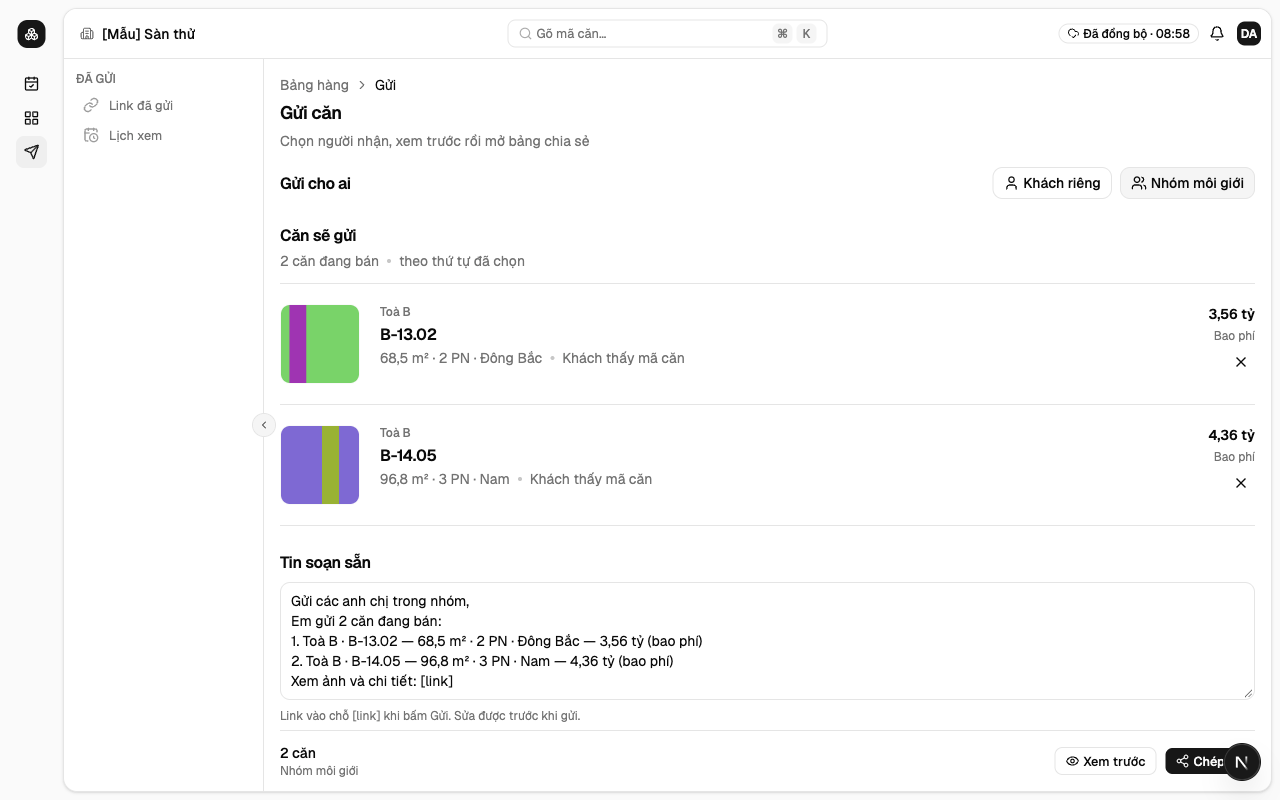 [Mẫu] Sàn thử
Gõ mã căn…
⌘ K
Đã đồng bộ · 08:58
DA
ĐÃ GỬI
Link đã gửi
Lịch xem
Bảng hàng > Gửi
Gửi căn
Chọn người nhận, xem trước rồi mở bảng chia sẻ
Gửi cho ai
Khách riêng
Nhóm môi giới
Căn sẽ gửi
2 căn đang bán • theo thứ tự đã chọn
Toà B
B-13.02
68,5 m² · 2 PN · Đông Bắc • Khách thấy mã căn
3,56 tỷ
Bao phí
Toà B
B-14.05
96,8 m² · 3 PN · Nam • Khách thấy mã căn
4,36 tỷ
Bao phí
Tin soạn sẵn
Gửi các anh chị trong nhóm,
Em gửi 2 căn đang bán:
1. Toà B · B-13.02 — 68,5 m² · 2 PN · Đông Bắc — 3,56 tỷ (bao phí)
2. Toà B · B-14.05 — 96,8 m² · 3 PN · Nam — 4,36 tỷ (bao phí)
Xem ảnh và chi tiết: [link]
Link vào chỗ [link] khi bấm Gửi. Sửa được trước khi gửi.
2 căn
Nhóm môi giới
Xem trước
Chép
N